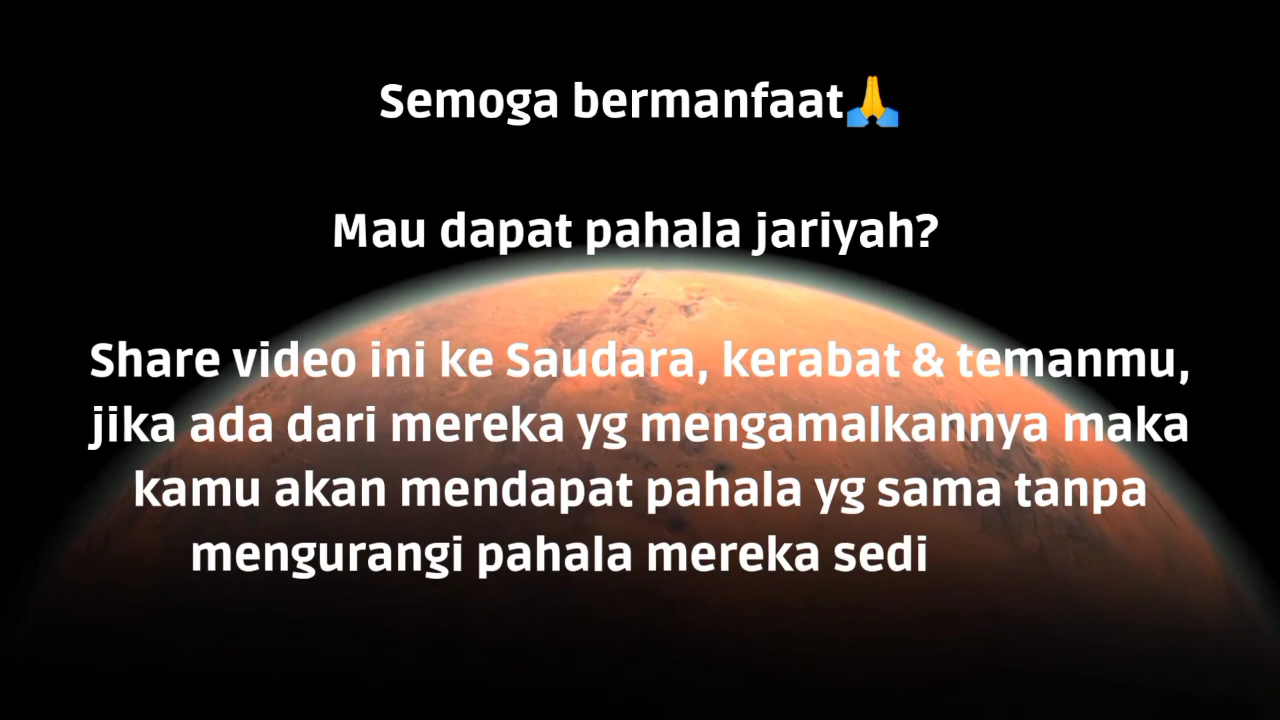 Semoga bermanfaat🙏
Mau dapat pahala jariyah?
Share video ini ke Saudara, kerabat & temanmu,
jika ada dari mereka yg mengamalkannya maka
kamu akan mendapat pahala yg sama tanpa
mengurangi pahala mereka sedi